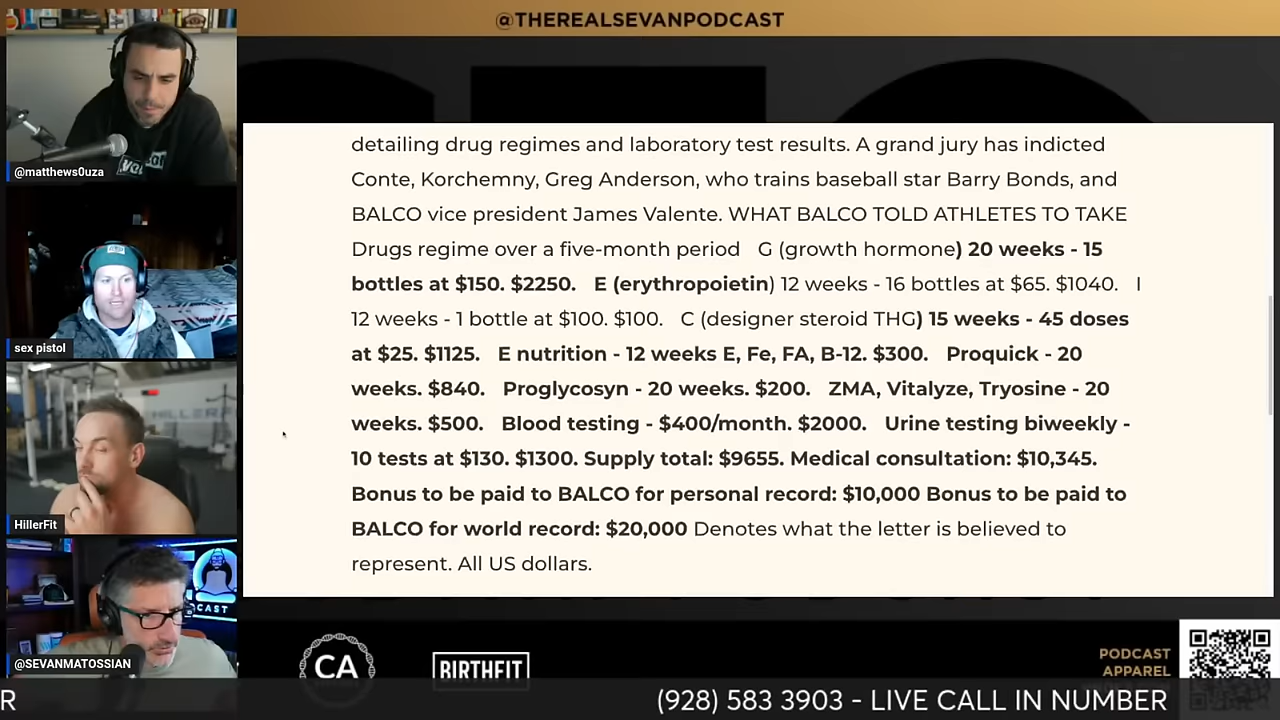 @THEREALSEVANPODCAST
@matthews0uza
sex pistol
HillerFit
@SEVANMATOSSIAN
detailing drug regimes and laboratory test results. A grand jury has indicted
Conte, Korchemny, Greg Anderson, who trains baseball star Barry Bonds, and
BALCO vice president James Valente. WHAT BALCO TOLD ATHLETES TO TAKE
Drugs regime over a five-month period G (growth hormone) 20 weeks - 15
bottles at $150. $2250. E (erythropoietin) 12 weeks - 16 bottles at $65. $1040. I
12 weeks - 1 bottle at $100. $100. C (designer steroid THG) 15 weeks - 45 doses
at $25. $1125. E nutrition - 12 weeks E, Fe, FA, B-12. $300. Proquick - 20
weeks. $840. Proglycosyn - 20 weeks. $200. ZMA, Vitalyze, Tryosine - 20
weeks. $500. Blood testing - $400/month. $2000. Urine testing biweekly -
10 tests at $130. $1300. Supply total: $9655. Medical consultation: $10,345.
Bonus to be paid to BALCO for personal record: $10,000 Bonus to be paid to
BALCO for world record: $20,000 Denotes what the letter is believed to
represent. All US dollars.
CA
BIRTHFIT
PODCAST
APPAREL
R
(928) 583 3903 - LIVE CALL IN NUMBER